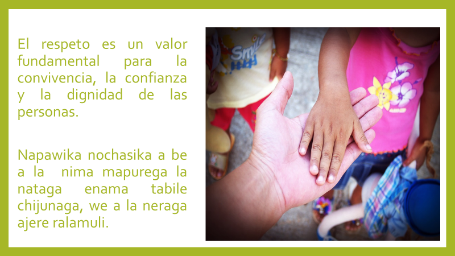 El respeto es un valor
fundamental para la
convivencia, la confianza
y la dignidad de las
personas.
Napawika nochasika a be
a la nima mapurega la
nataga enama tabile
chijunaga, we a la neraga
ajere ralamuli.